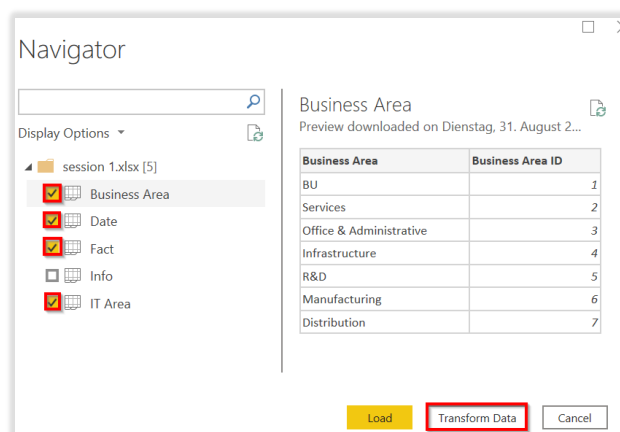 Navigator
Display Options
session 1.xlsx [5]
Business Area
Date
Fact
Info
IT Area
Business Area
Preview downloaded on Dienstag, 31. August 2...
Business Area Business Area ID
BU 1
Services 2
Office & Administrative 3
Infrastructure 4
R&D 5
Manufacturing 6
Distribution 7
Load Transform Data Cancel